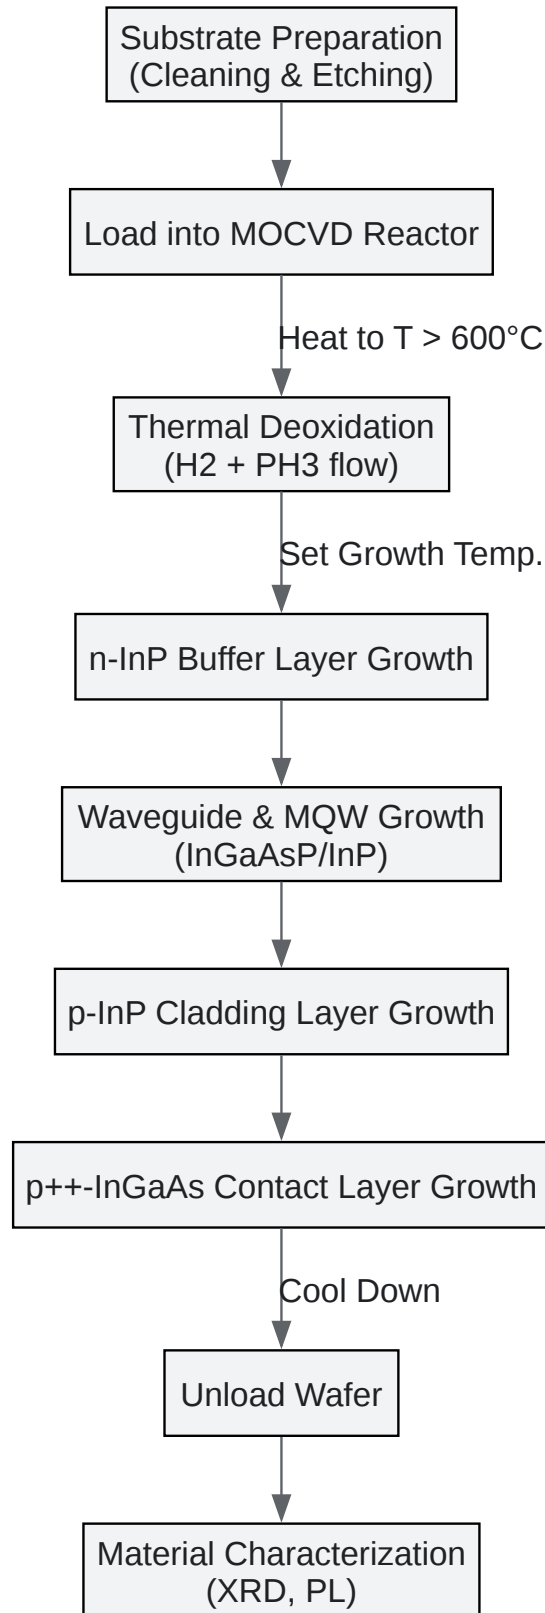 Substrate Preparation
(Cleaning & Etching)
Load into MOCVD Reactor
Heat to T > 600°C
Thermal Deoxidation
(H2 + PH3 flow)
Set Growth Temp.
n-InP Buffer Layer Growth
Waveguide & MQW Growth
(InGaAsP/InP)
p-InP Cladding Layer Growth
p++-InGaAs Contact Layer Growth
Cool Down
Unload Wafer
Material Characterization
(XRD, PL)